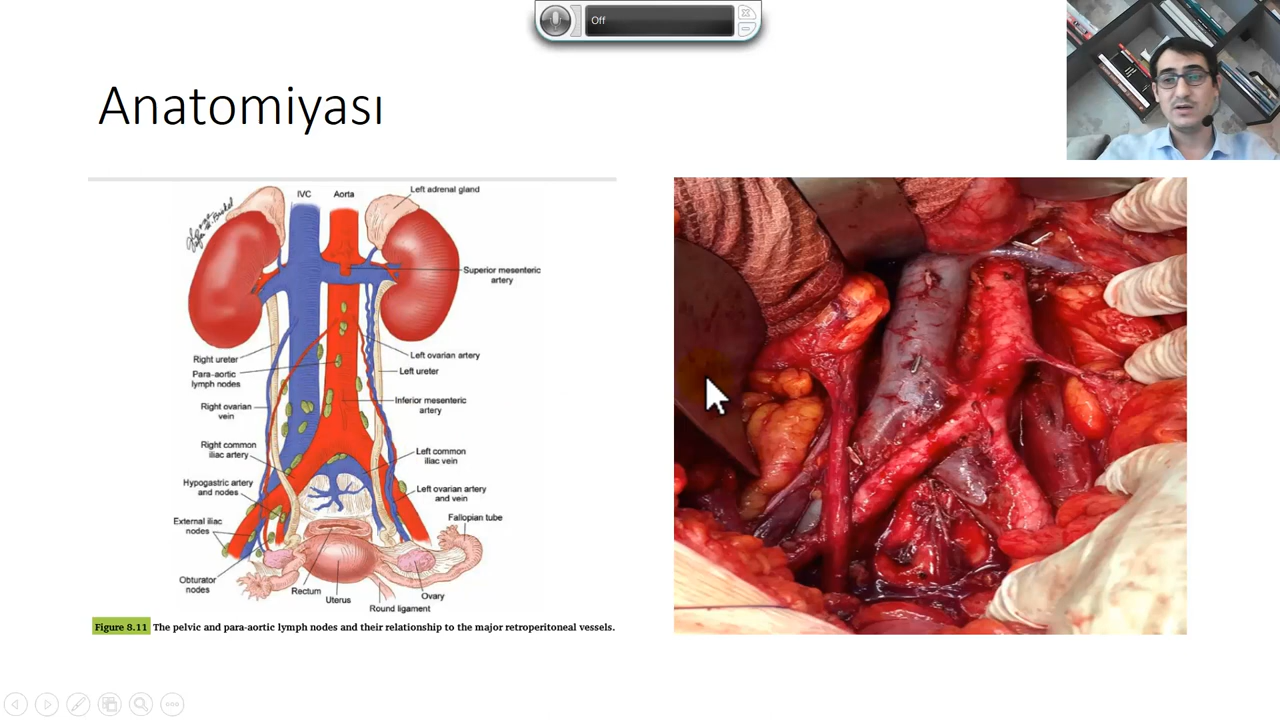 Off
Anatomiyası
IVC
Aorta
Left adrenal gland
Superior mesenteric
artery
Right ureter
Para-aortic
lymph nodes
Right ovarian
vein
Right common
iliac artery
Hypogastric artery
and nodes
External iliac
nodes
Obturator
nodes
Left ovarian artery
Left ureter
Inferior mesenteric
artery
Left common
iliac vein
Left ovarian artery
and vein
Fallopian tube
Rectum
Uterus
Round ligament
Ovary
Figure 8.11 The pelvic and para-aortic lymph nodes and their relationship to the major retroperitoneal vessels.